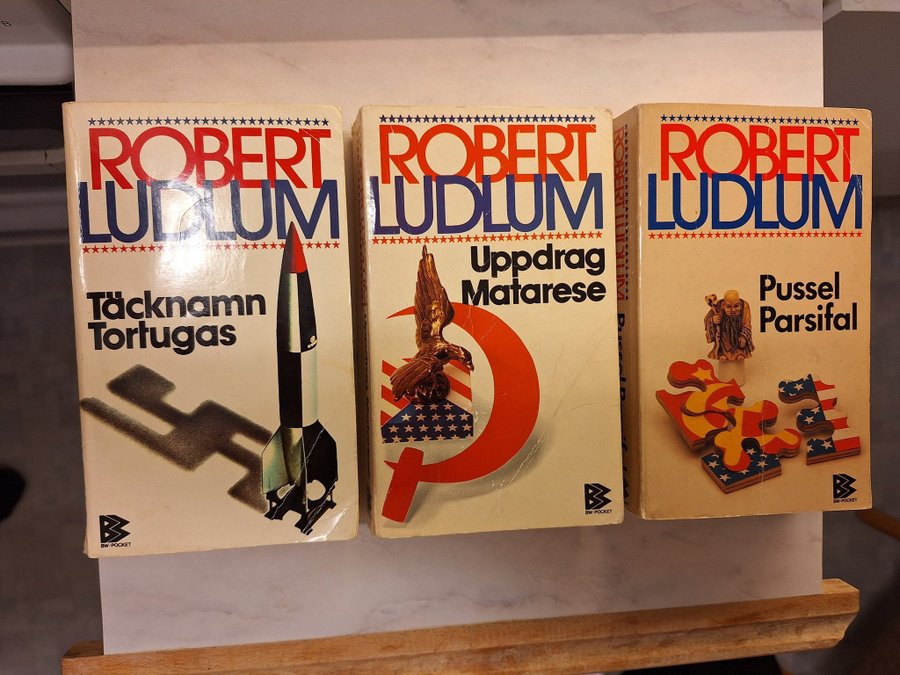 ROBERT
LUDLUM
Täcknamn
Tortugas
BW-POCKET
ROBERT
LUDLUM
Uppdrag
Matarese
BW-POCKET
ROBERT
LUDLUM
Pussel
Parsifal
BW-POCKET